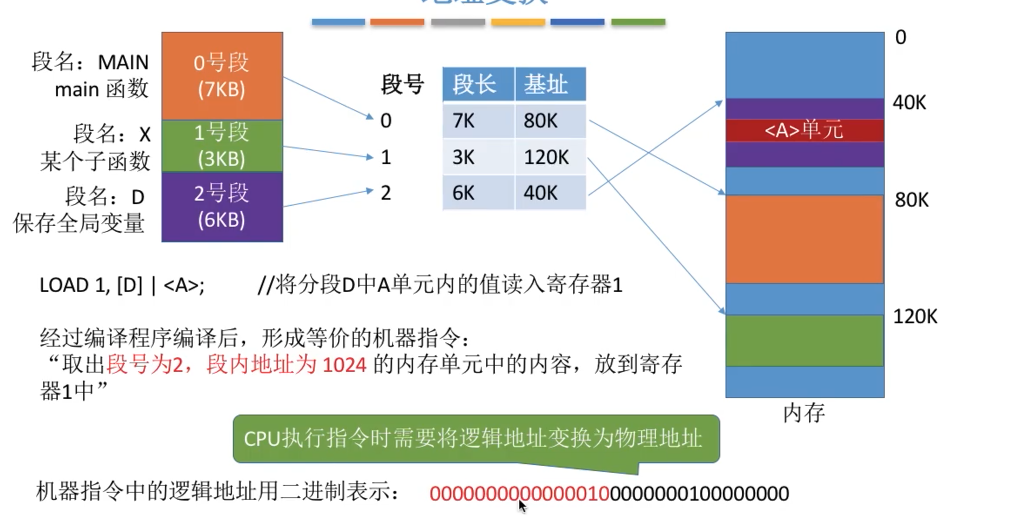 地址变换
0
段名：MAIN
main 函数
0号段
(7KB)
段号
段长
基址
0
7K
80K
40K
段名：X
某个子函数
1号段
(3KB)
1
3K
120K
<A>单元
段名：D
保存全局变量
2号段
(6KB)
2
6K
40K
80K
LOAD 1, [D] | <A>;
//将分段D中A单元内的值读入寄存器1
120K
经过编译程序编译后，形成等价的机器指令：
“取出段号为2，段内地址为 1024 的内存单元中的内容，放到寄存
器1中”
内存
CPU执行指令时需要将逻辑地址变换为物理地址
机器指令中的逻辑地址用二进制表示：
00000000000000100000000100000000